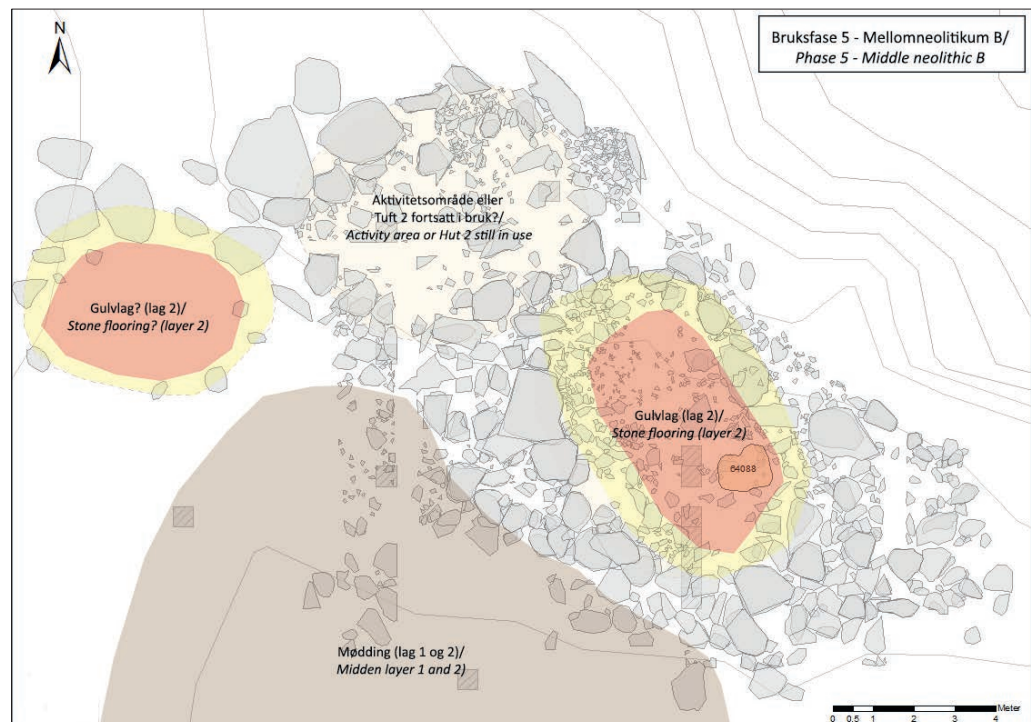 N
Bruksfase 5 - Mellomneolitikum B/
Phase 5 - Middle neolithic B
Aktivitetsområde eller
Tuft 2 fortsatt i bruk?/
Activity area or Hut 2 still in use
Gulvlag? (lag 2)/
Stone flooring? (layer 2)
Gulvlag (lag 2)/
Stone flooring (layer 2)
64088
Mødding (lag 1 og 2)/
Midden layer 1 and 2)
Meter
0 0.5 1 2 3 4